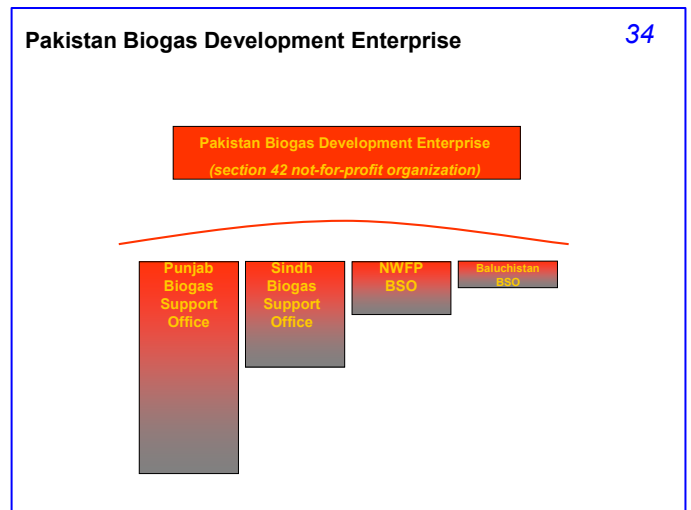 Pakistan Biogas Development Enterprise
34
Pakistan Biogas Development Enterprise
(section 42 not-for-profit organization)
Punjab
Biogas
Support
Office
Sindh
Biogas
Support
Office
NWFP
BSO
Baluchistan
BSO